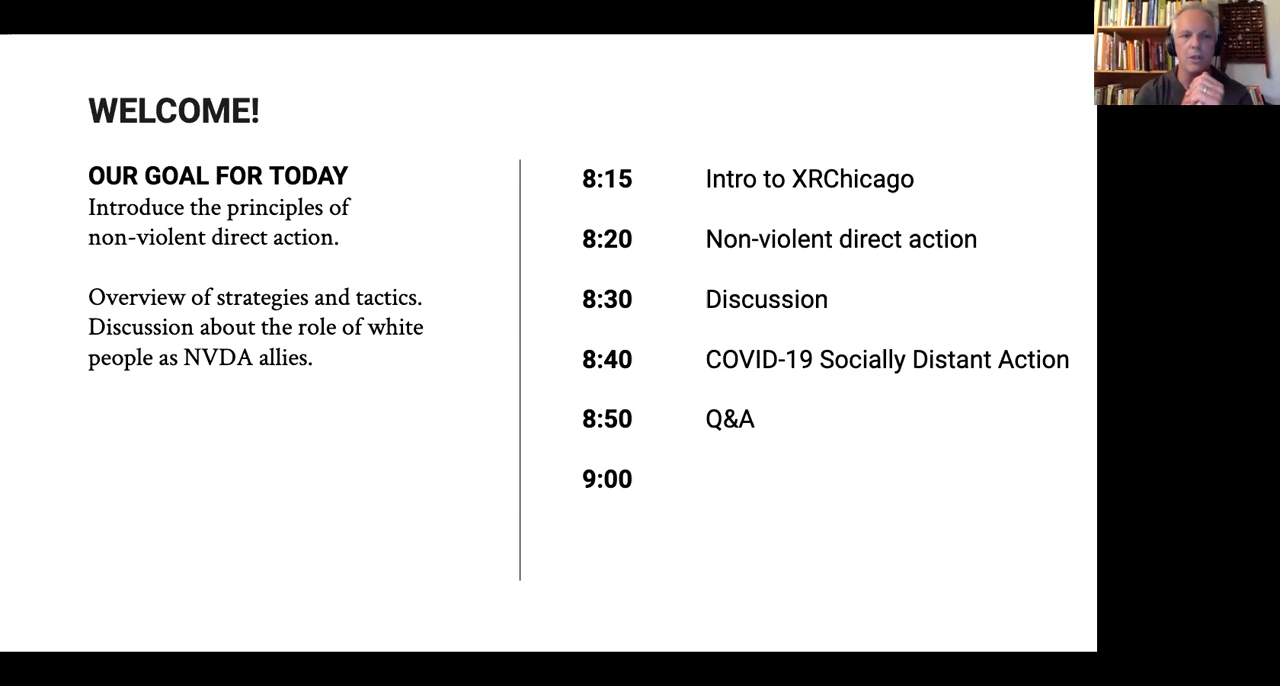 WELCOME!
OUR GOAL FOR TODAY
Introduce the principles of
non-violent direct action.
Overview of strategies and tactics.
Discussion about the role of white
people as NVDA allies.
8:15 Intro to XRChicago
8:20 Non-violent direct action
8:30 Discussion
8:40 COVID-19 Socially Distant Action
8:50 Q&A
9:00